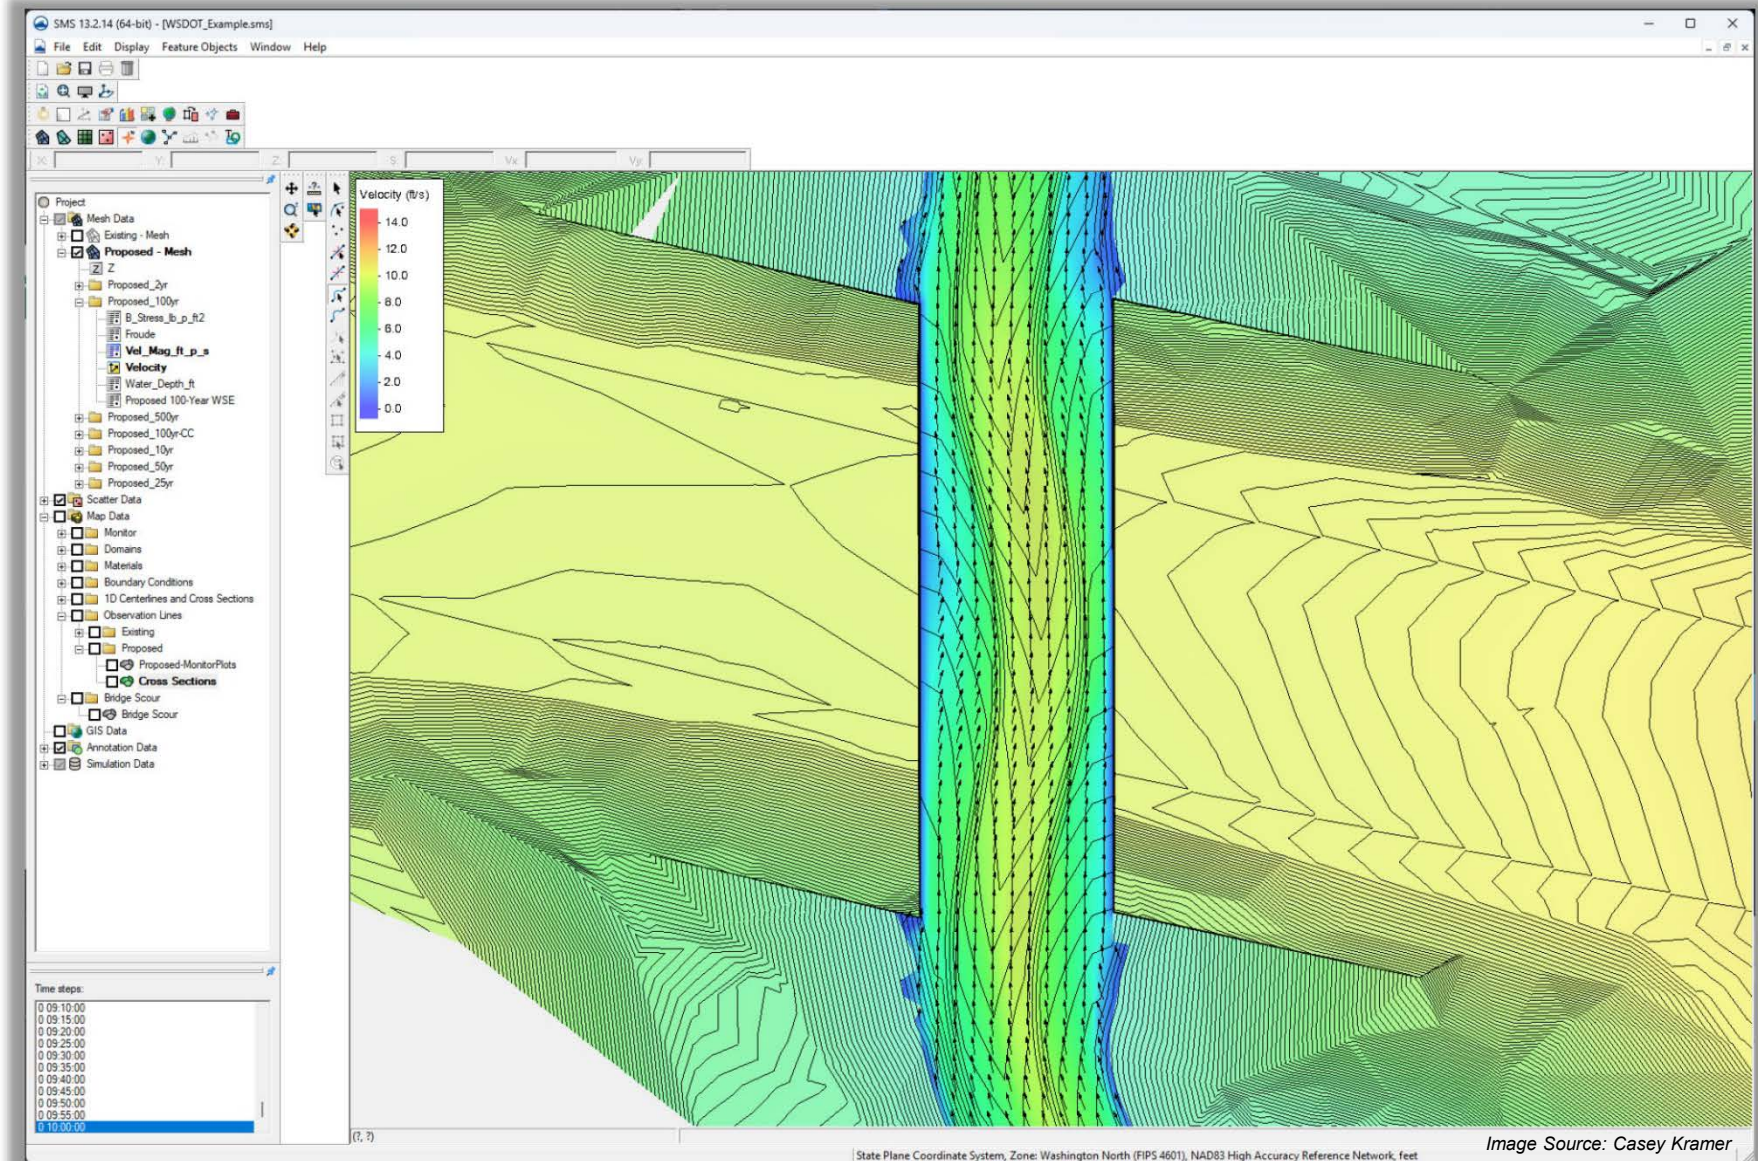 SMS 13.2.14 (64-bit) - [WSDOT_Example.sms]
File Edit Display Feature Objects Window Help
X: Y: Z: S: Vx: Vy:
Project
Mesh Data
Existing - Mesh
Proposed - Mesh
Z Z
Proposed_2yr
Proposed_100yr
B_Stress_lb_p_ft2
Froude
Vel_Mag_ft_p_s
Velocity
Water_Depth_ft
Proposed 100-Year WSE
Proposed_500yr
Proposed_100yr-CC
Proposed_10yr
Proposed_50yr
Proposed_25yr
Scatter Data
Map Data
Monitor
Domains
Materials
Boundary Conditions
1D Centerlines and Cross Sections
Observation Lines
Existing
Proposed
Proposed-MonitorPlots
Cross Sections
Bridge Scour
Bridge Scour
GIS Data
Annotation Data
Simulation Data
Velocity (ft/s)
14.0
12.0
10.0
8.0
6.0
4.0
2.0
0.0
Time steps:
0 09:10:00
0 09:15:00
0 09:20:00
0 09:25:00
0 09:30:00
0 09:35:00
0 09:40:00
0 09:45:00
0 09:50:00
0 09:55:00
0 10:00:00
(?, ?)
Image Source: Casey Kramer
State Plane Coordinate System, Zone: Washington North (FIPS 4601), NAD83 High Accuracy Reference Network, feet